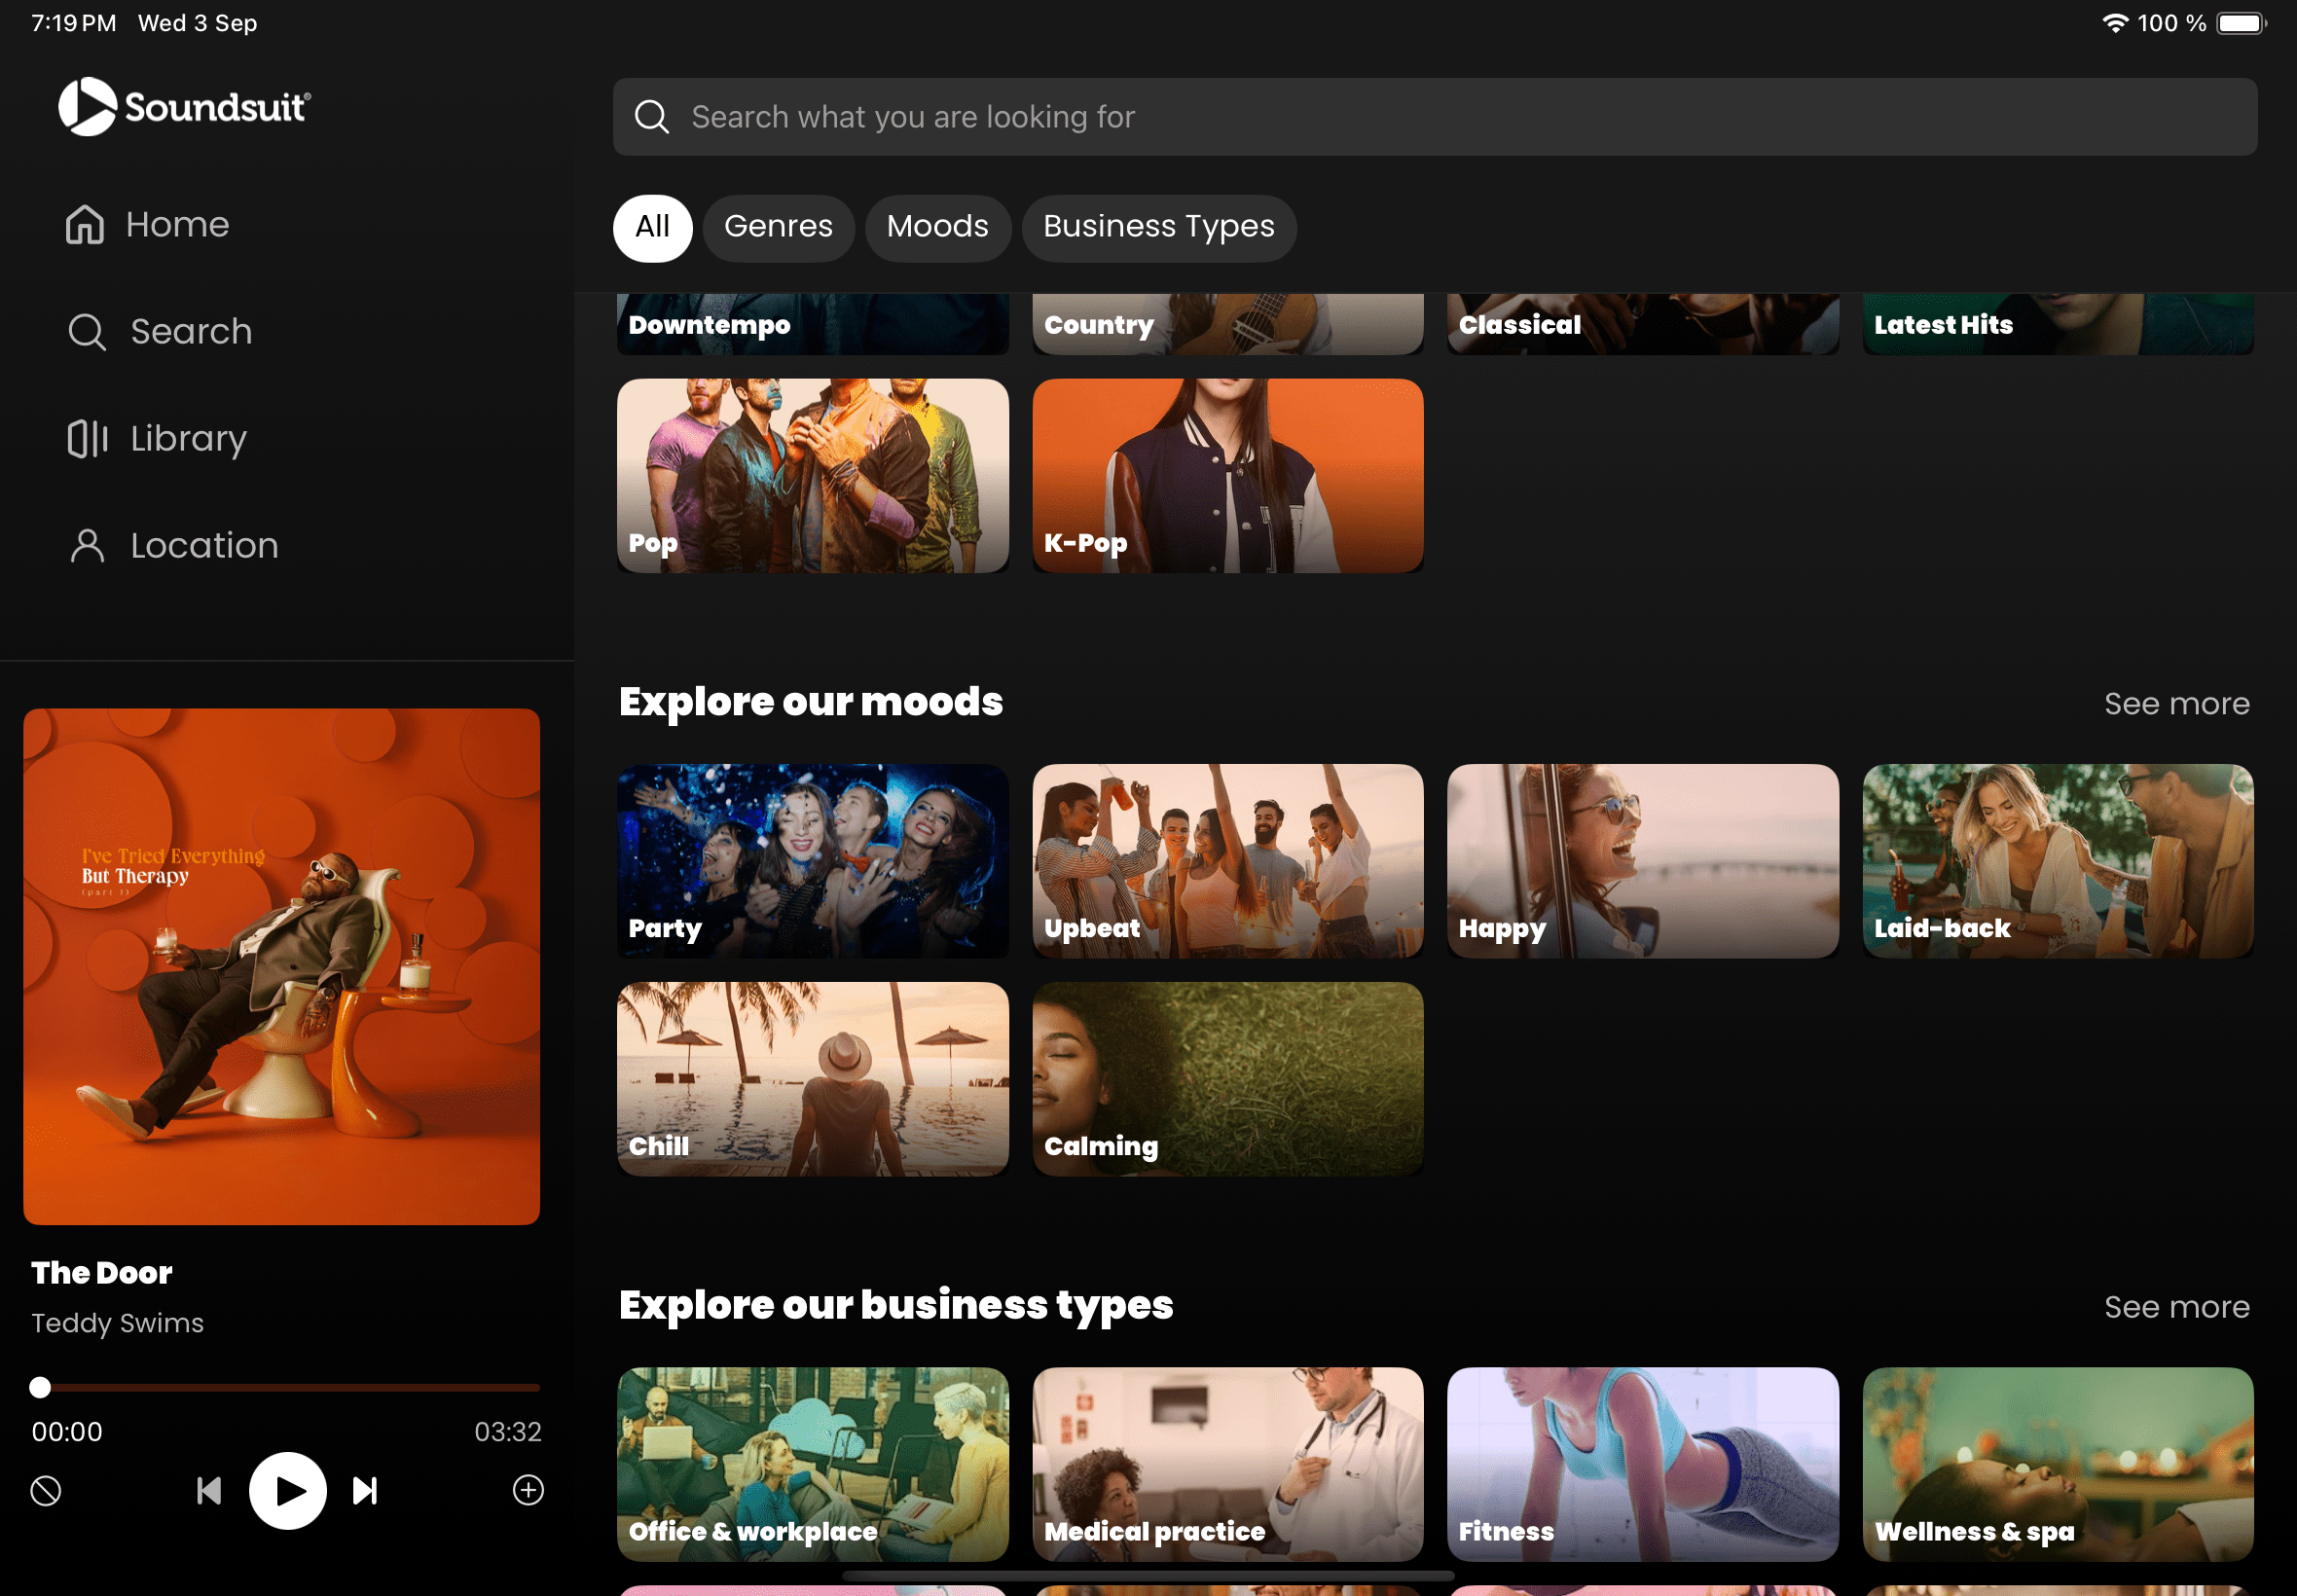 7:19 PM Wed 3 Sep
100 %
Soundsuit®
Home
Search
Library
Location
Search what you are looking for
All
Genres
Moods
Business Types
Downtempo
Country
Classical
Latest Hits
Pop
K-Pop
Explore our moods
See more
Party
Upbeat
Happy
Laid-back
Chill
Calming
Explore our business types
See more
Office & workplace
Medical practice
Fitness
Wellness & spa
I've Tried Everything
But Therapy
(part 1)
The Door
Teddy Swims
00:00
03:32